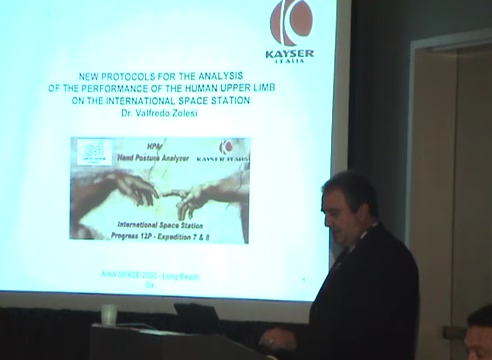 KAYSER
ITALIA
NEW PROTOCOLS FOR THE ANALYSIS
OF THE PERFORMANCE OF THE HUMAN UPPER LIMB
ON THE INTERNATIONAL SPACE STATION
Dr. Valfredo Zolesi
HPA
Hand Posture Analyzer
KAYSER ITALIA
International Space Station
Progress 12P - Expedition 7 & 8
AIAA SPACE 2003 - Long Beach,
Ca